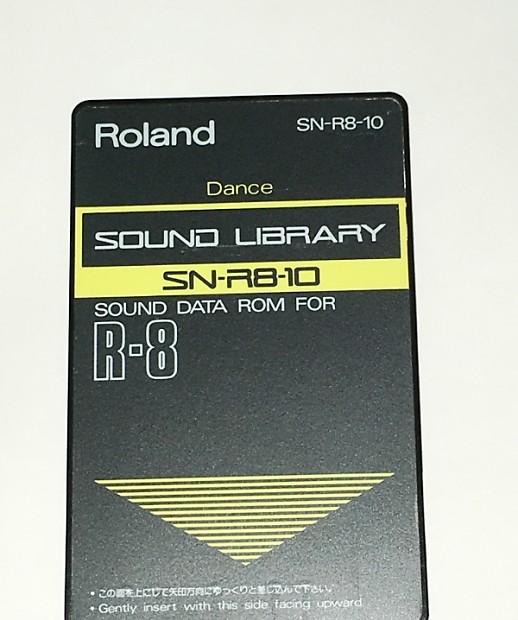 Roland SN-R8-10
Dance
SOUND LIBRARY
SN-R8-10
SOUND DATA ROM FOR
R-8
• この面を上にして矢印方向にゆっくりと差し込んで下さい。
• Gently insert with this side facing upward